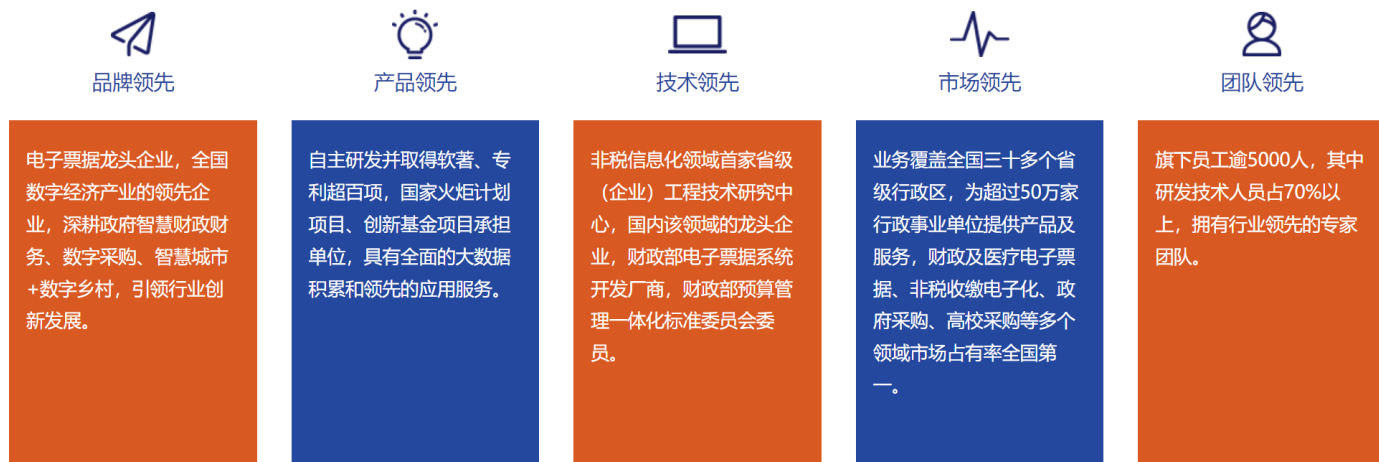 品牌领先
电子票据龙头企业，全国
数字经济产业的领先企
业，深耕政府智慧财政财
务、数字采购、智慧城市
+数字乡村，引领行业创
新发展。
产品领先
自主研发并取得软著、专
利超百项，国家火炬计划
项目、创新基金项目承担
单位，具有全面的大数据
积累和领先的应用服务。
技术领先
非税信息化领域首家省级
（企业）工程技术研究中
心，国内该领域的龙头企
业，财政部电子票据系统
开发厂商，财政部预算管
理一体化标准委员会委
员。
市场领先
业务覆盖全国三十多个省
级行政区，为超过50万家
行政事业单位提供产品及
服务，财政及医疗电子票
据、非税收缴电子化、政
府采购、高校采购等多个
领域市场占有率全国第
一。
团队领先
旗下员工逾5000人，其中
研发技术人员占70%以
上，拥有行业领先的专家
团队。